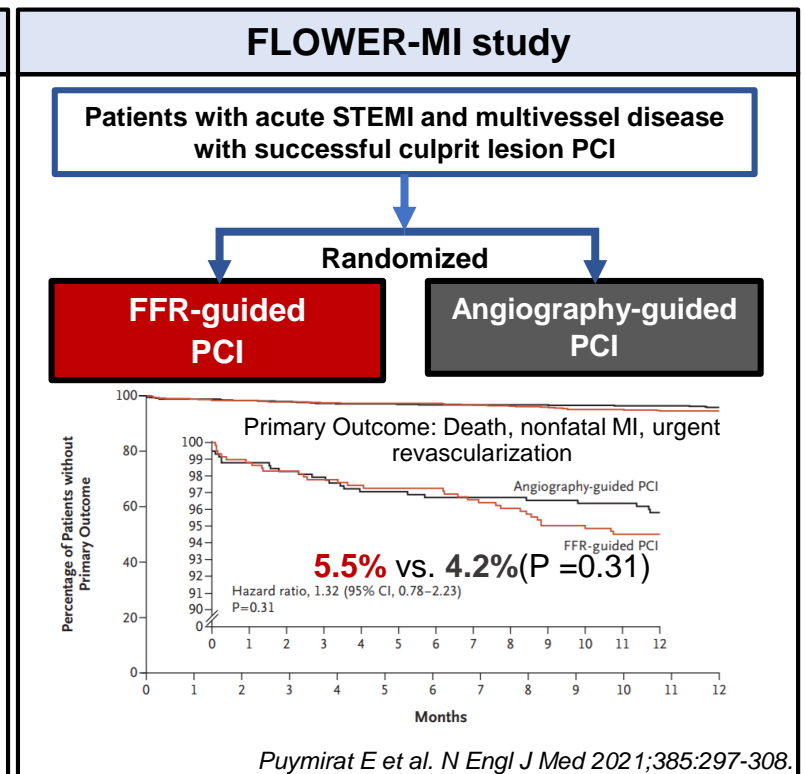 FLOWER-MI study
Patients with acute STEMI and multivessel disease
with successful culprit lesion PCI
Randomized
FFR-guided
PCI
Angiography-guided
PCI
Percentage of Patients without
Primary Outcome
100
80
60
40
20
0
Primary Outcome: Death, nonfatal MI, urgent
revascularization
100
99
98
97
96
95
94
93
92
91
90
0
Angiography-guided PCI
FFR-guided PCI
5.5% vs. 4.2%(P =0.31)
Hazard ratio, 1.32 (95% CI, 0.78–2.23)
P=0.31
0 1 2 3 4 5 6 7 8 9 10 11 12
0 1 2 3 4 5 6 7 8 9 10 11 12
Months
Puymirat E et al. N Engl J Med 2021;385:297-308.